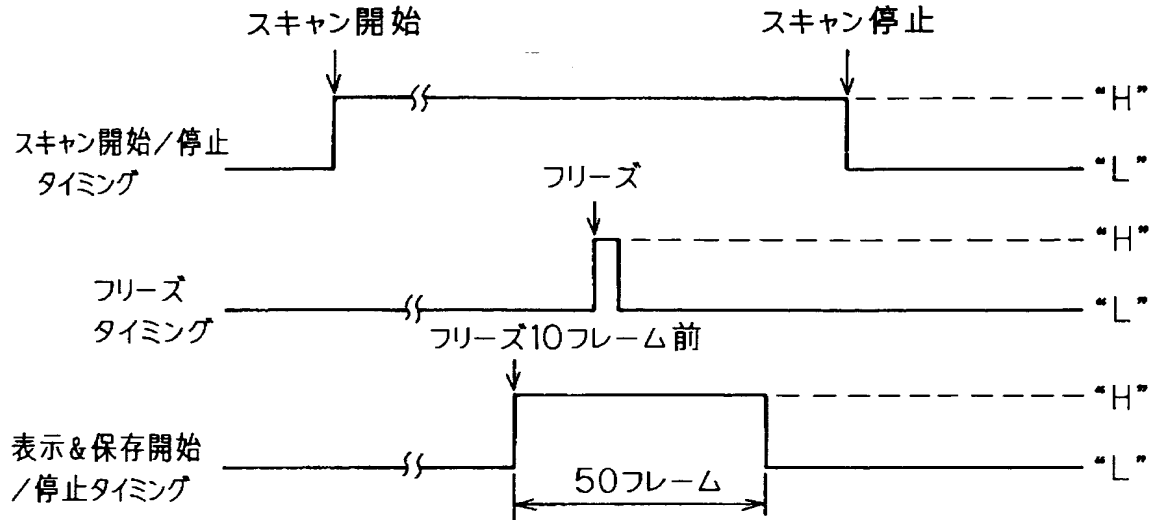 スキャン開始
スキャン停止
“H”
スキャン開始/停止
タイミング
“L”
フリーズ
“H”
フリーズ
タイミング
“L”
フリーズ10フレーム前
“H”
表示&保存開始
/停止タイミング
“L”
50フレーム